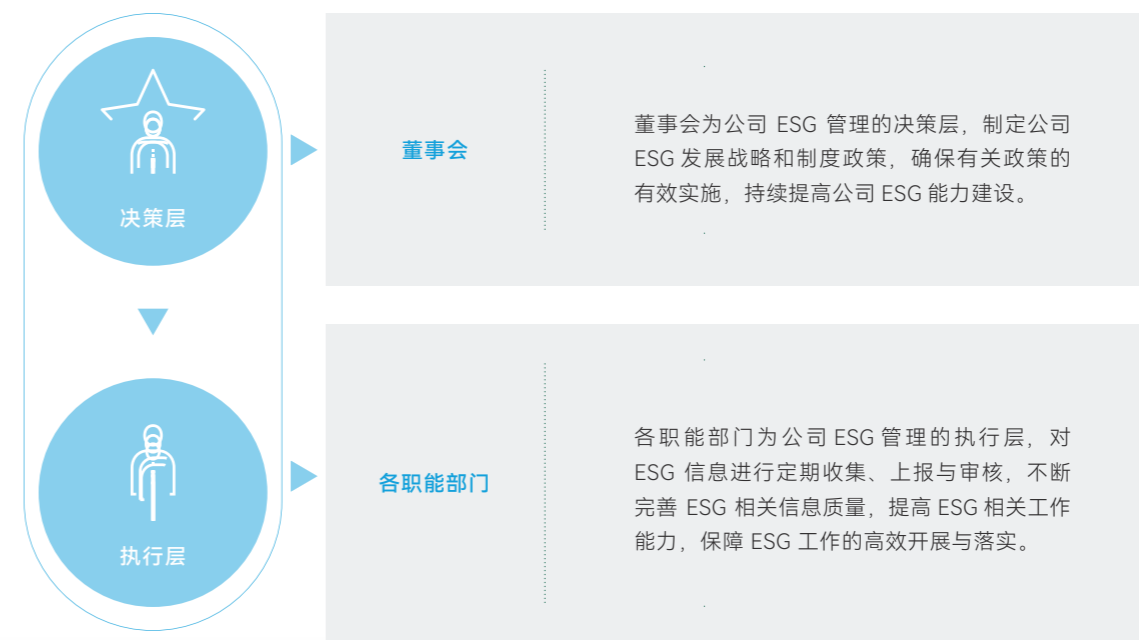 决策层
董事会
董事会为公司 ESG 管理的决策层，制定公司
ESG 发展战略和制度政策，确保有关政策的
有效实施，持续提高公司 ESG 能力建设。
执行层
各职能部门
各职能部门为公司 ESG 管理的执行层，对
ESG 信息进行定期收集、上报与审核，不断
完善 ESG 相关信息质量，提高 ESG 相关工作
能力，保障 ESG 工作的高效开展与落实。